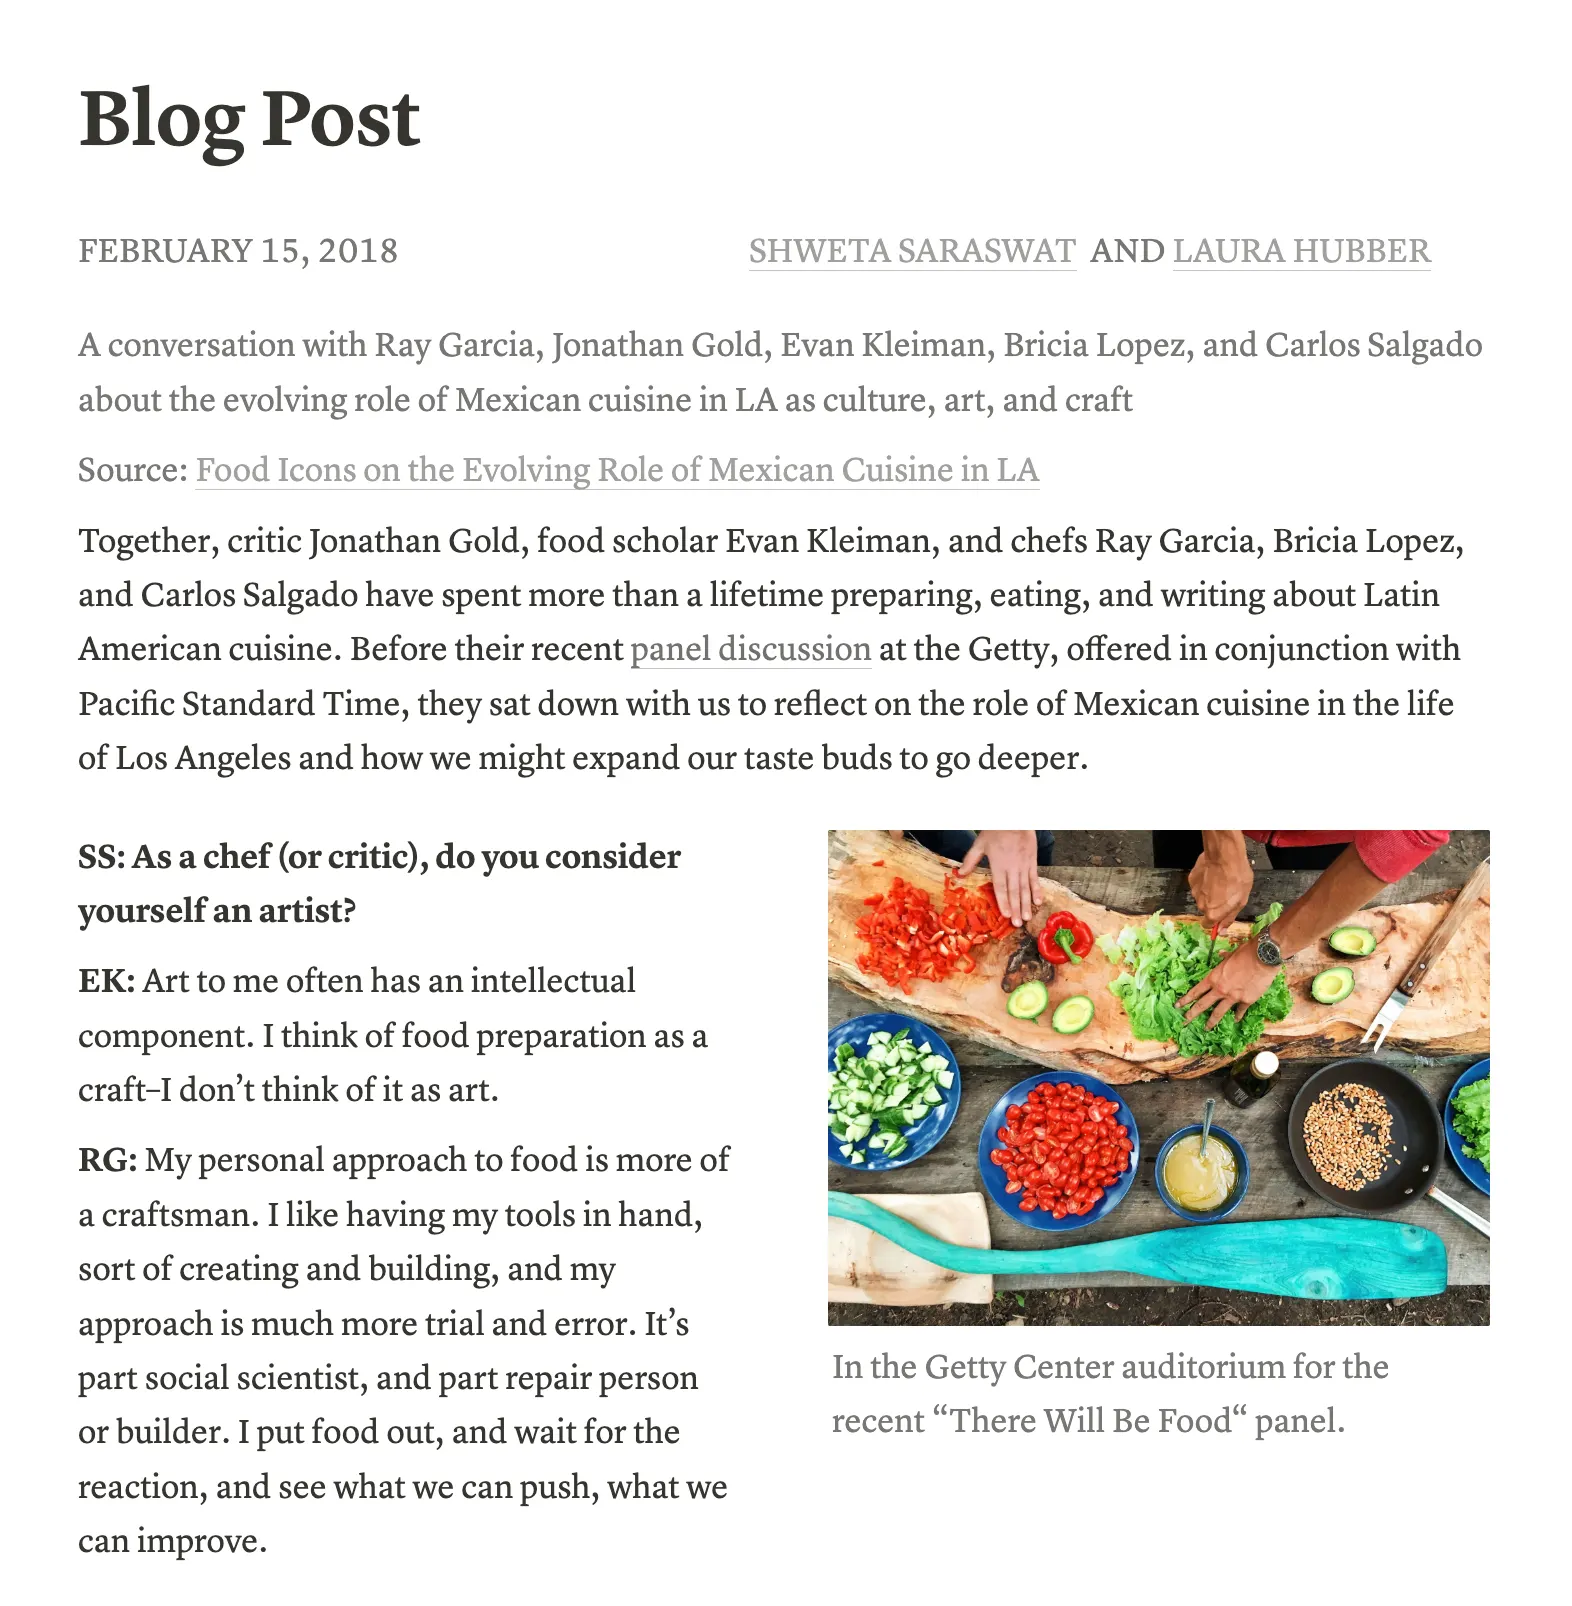 Blog Post
FEBRUARY 15, 2018
SHWETA SARASWAT AND LAURA HUBBER
A conversation with Ray Garcia, Jonathan Gold, Evan Kleiman, Bricia Lopez, and Carlos Salgado
about the evolving role of Mexican cuisine in LA as culture, art, and craft
Source: Food Icons on the Evolving Role of Mexican Cuisine in LA
Together, critic Jonathan Gold, food scholar Evan Kleiman, and chefs Ray Garcia, Bricia Lopez,
and Carlos Salgado have spent more than a lifetime preparing, eating, and writing about Latin
American cuisine. Before their recent panel discussion at the Getty, offered in conjunction with
Pacific Standard Time, they sat down with us to reflect on the role of Mexican cuisine in the life
of Los Angeles and how we might expand our taste buds to go deeper.
SS: As a chef (or critic), do you consider
yourself an artist?
EK: Art to me often has an intellectual
component. I think of food preparation as a
craft–I don’t think of it as art.
RG: My personal approach to food is more of
a craftsman. I like having my tools in hand,
sort of creating and building, and my
approach is much more trial and error. It’s
part social scientist, and part repair person
or builder. I put food out, and wait for the
reaction, and see what we can push, what we
can improve.
In the Getty Center auditorium for the
recent “There Will Be Food“ panel.